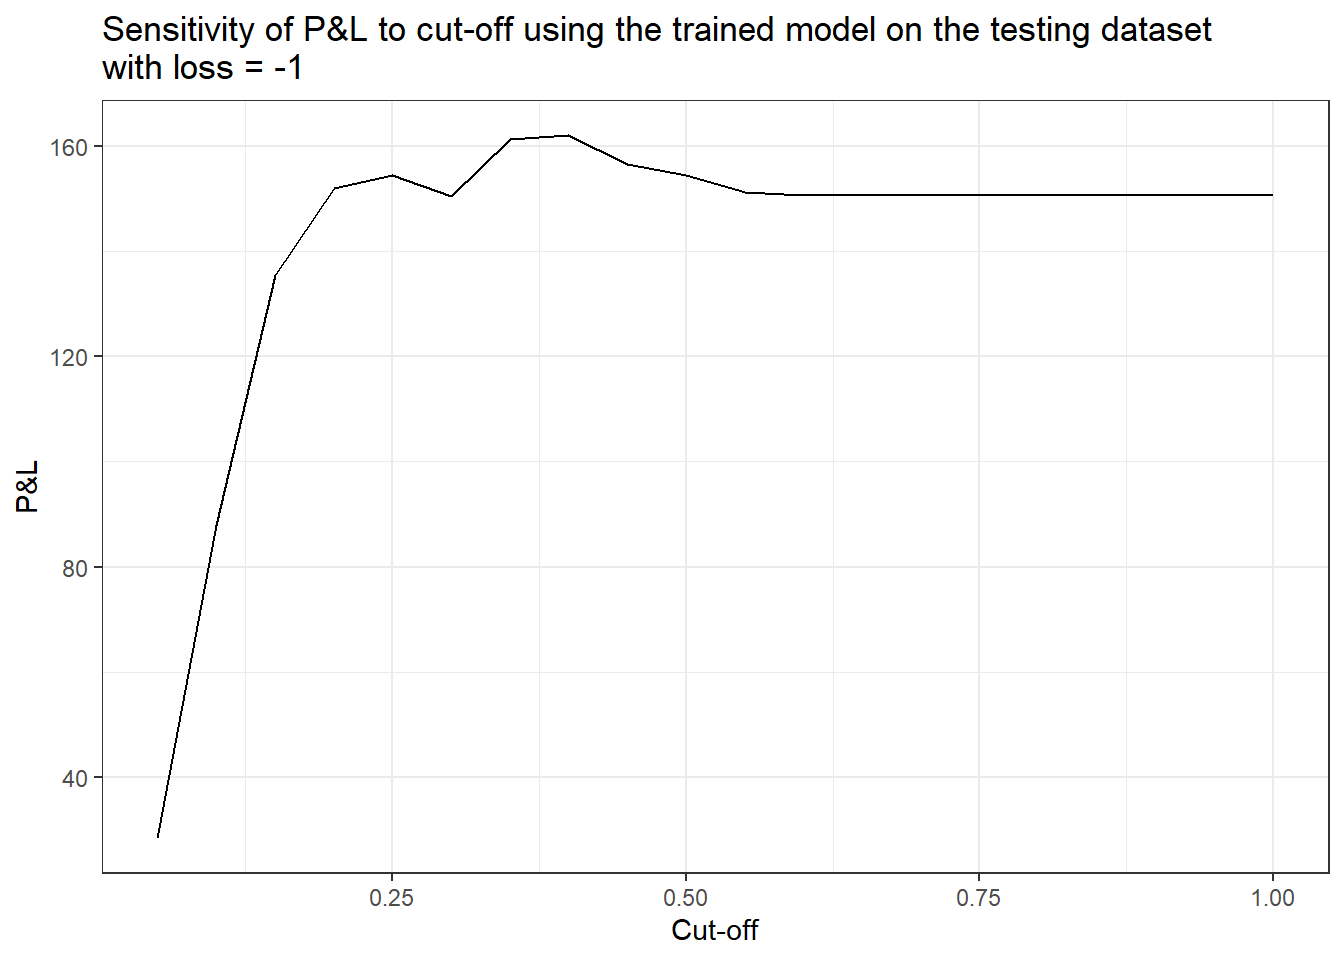 Sensitivity of P&L to cut-off using the trained model on the testing dataset
with loss = -1
160
120
80
40
P&L
0.25 0.50 0.75 1.00
Cut-off